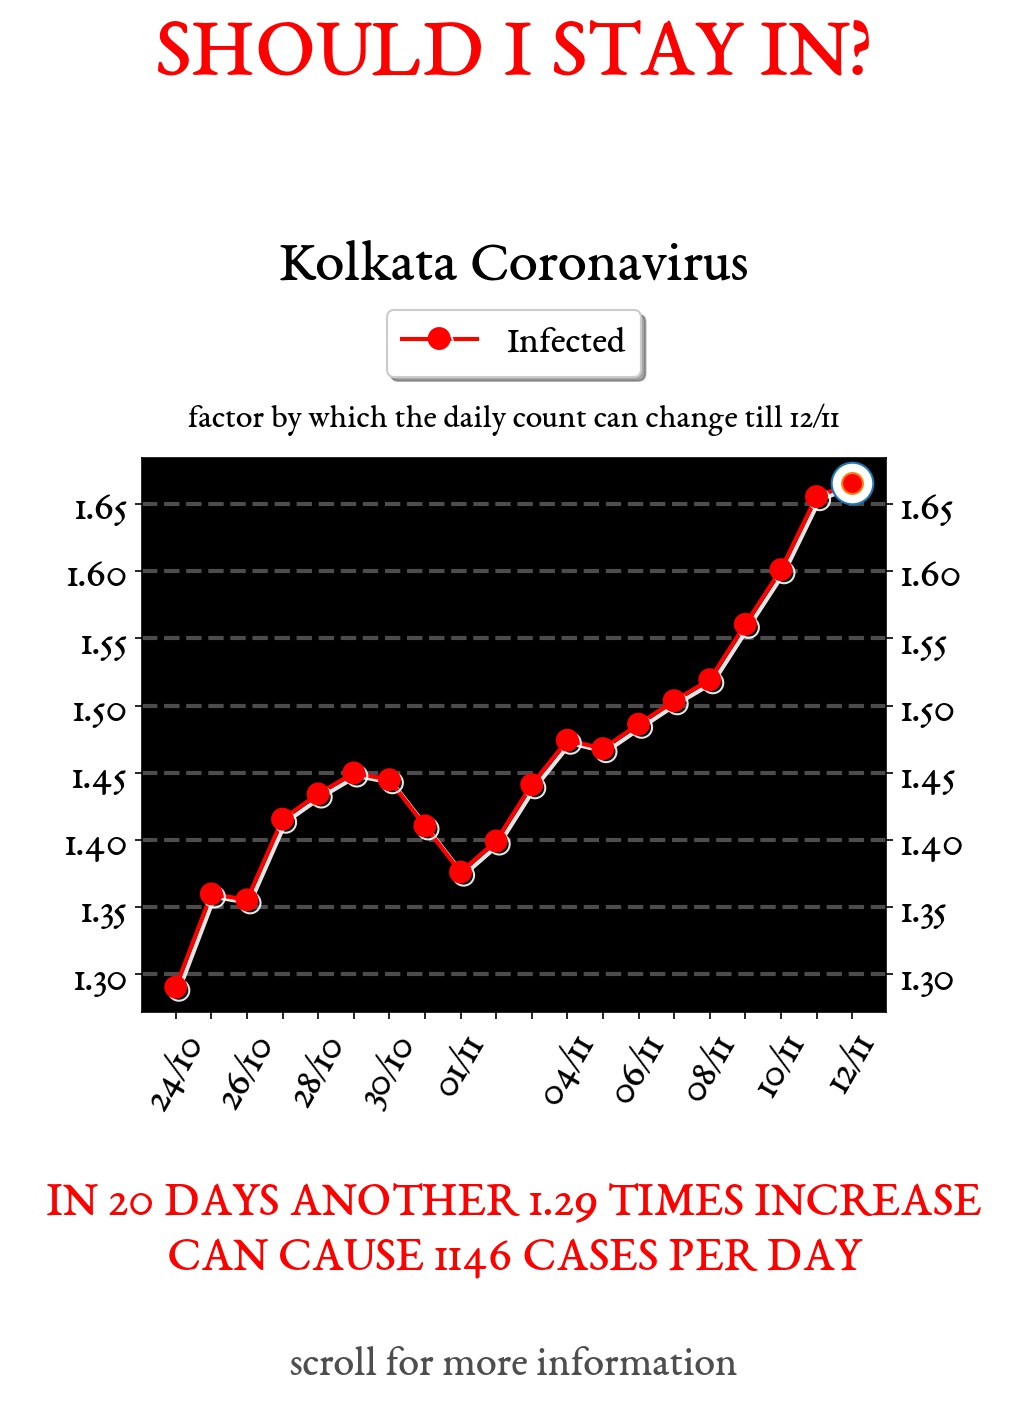 SHOULD I STAY IN?
Kolkata Coronavirus
Infected
factor by which the daily count can change till 12/11
1.65 1.65
1.60 1.60
1.55 1.55
1.50 1.50
1.45 1.45
1.40 1.40
1.35 1.35
1.30 1.30
24/10 26/10 28/10 30/10 01/11 04/11 06/11 08/11 10/11 12/11
IN 20 DAYS ANOTHER 1.29 TIMES INCREASE
CAN CAUSE 1146 CASES PER DAY
scroll for more information